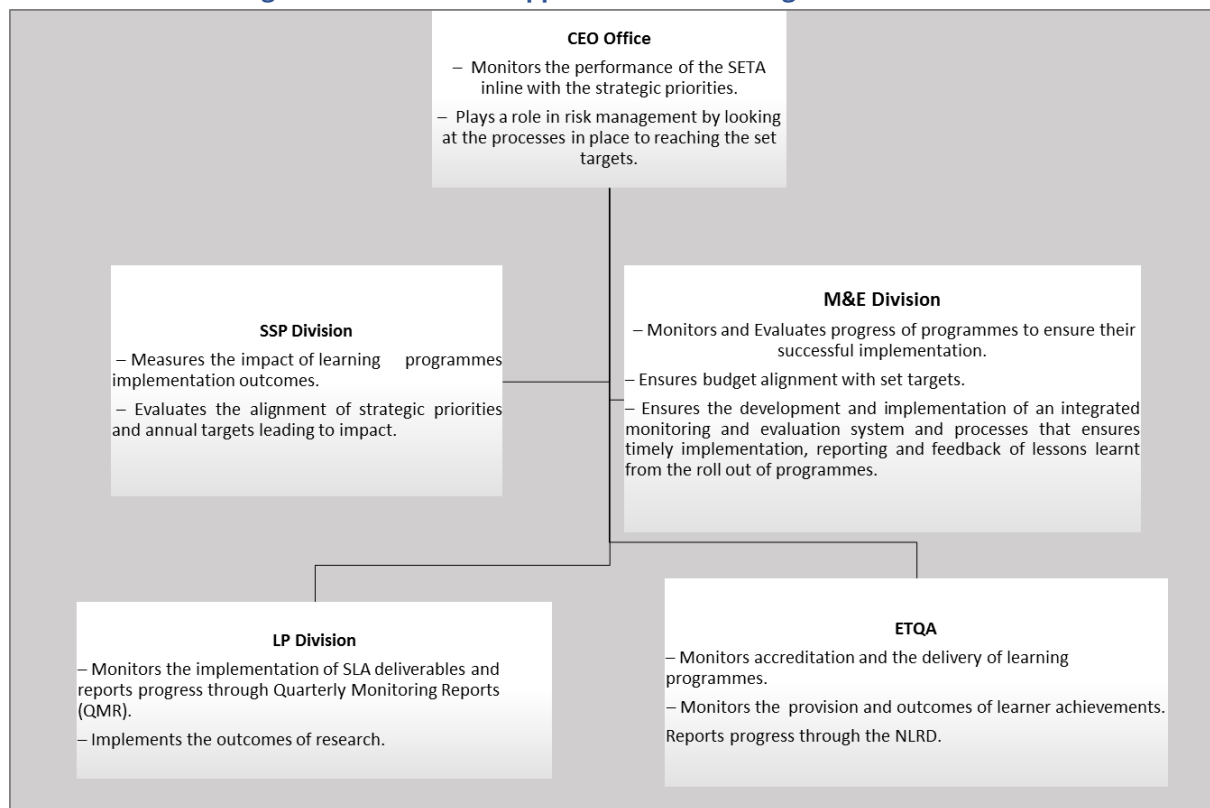 CEO Office
– Monitors the performance of the SETA
inline with the strategic priorities.
– Plays a role in risk management by looking
at the processes in place to reaching the set
targets.
SSP Division
– Measures the impact of learning programmes
implementation outcomes.
– Evaluates the alignment of strategic priorities
and annual targets leading to impact.
M&E Division
– Monitors and Evaluates progress of programmes to ensure their
successful implementation.
– Ensures budget alignment with set targets.
– Ensures the development and implementation of an integrated
monitoring and evaluation system and processes that ensures
timely implementation, reporting and feedback of lessons learnt
from the roll out of programmes.
LP Division
– Monitors the implementation of SLA deliverables and
reports progress through Quarterly Monitoring Reports
(QMR).
– Implements the outcomes of research.
ETQA
– Monitors accreditation and the delivery of learning
programmes.
– Monitors the provision and outcomes of learner achievements.
Reports progress through the NLRD.